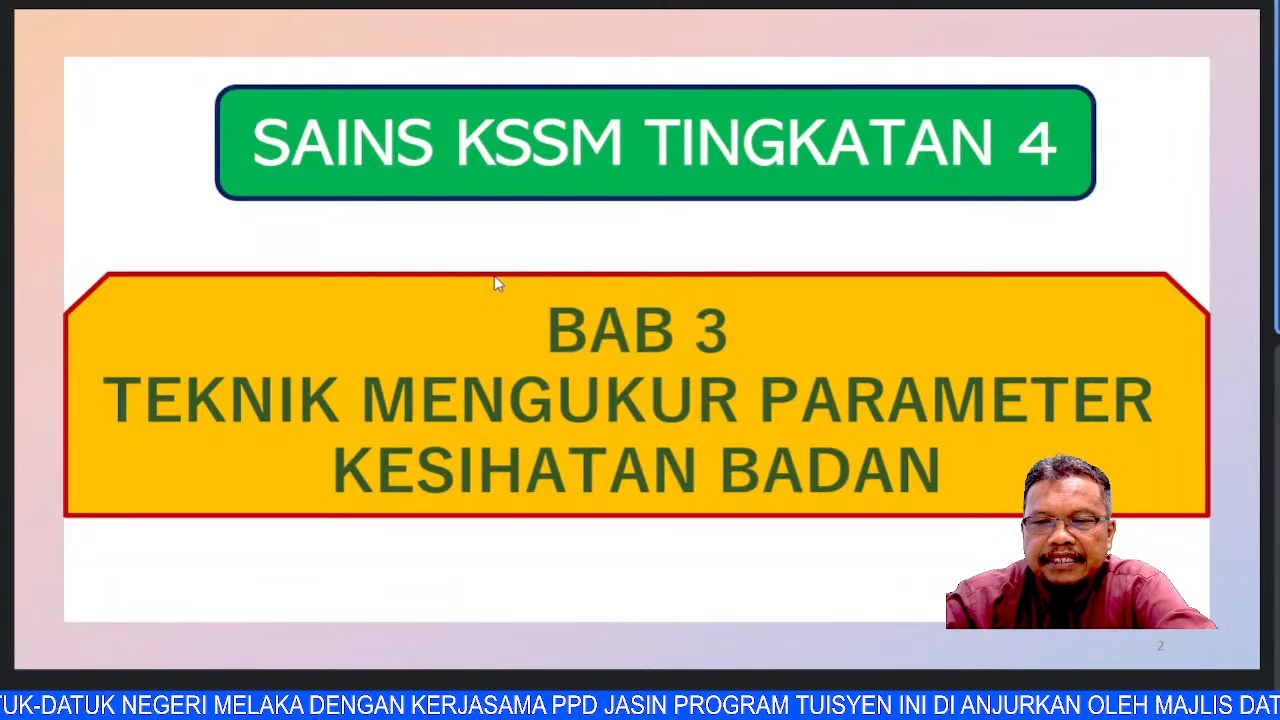 SAINS KSSM TINGKATAN 4
BAB 3
TEKNIK MENGUKUR PARAMETER
KESIHATAN BADAN
2
TUK-DATUK NEGERI MELAKA DENGAN KERJASAMA PPD JASIN PROGRAM TUISYEN INI DI ANJURKAN OLEH MAJLIS DAT